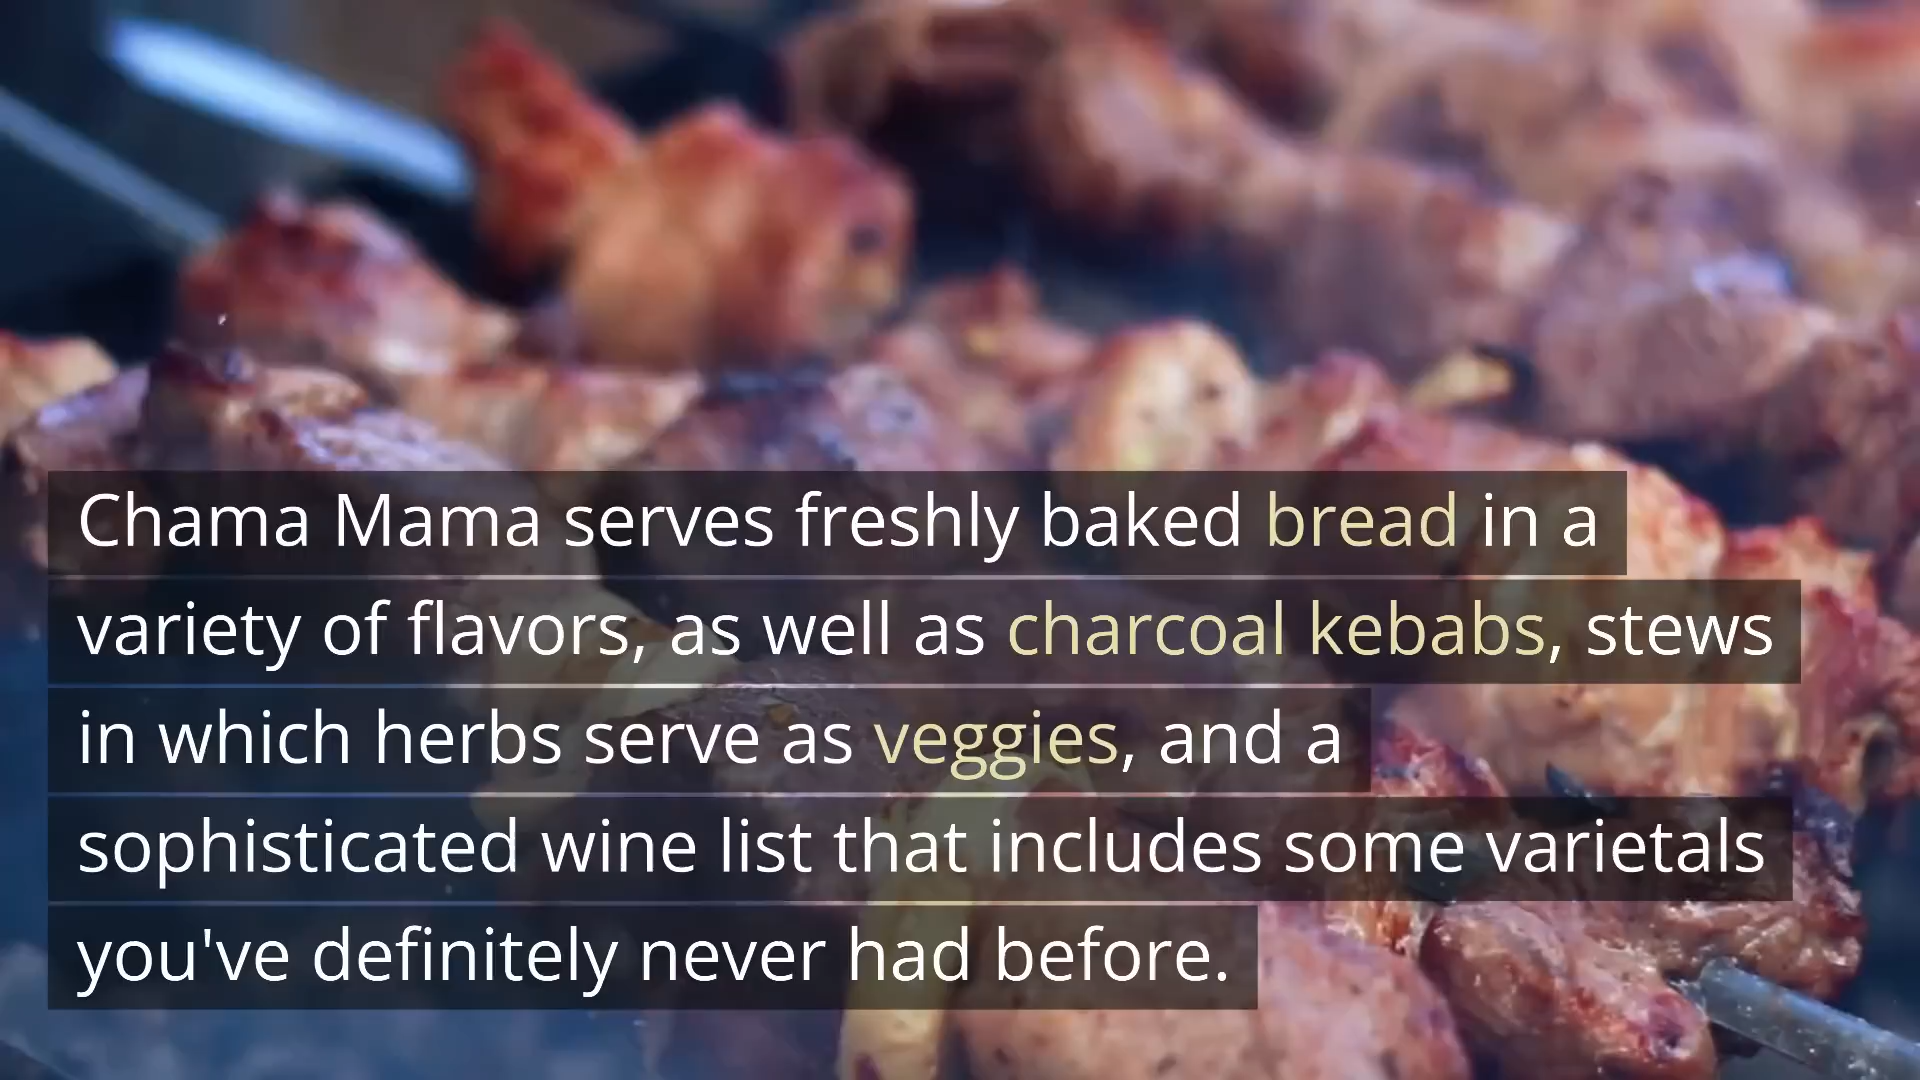 Chama Mama serves freshly baked bread in a
variety of flavors, as well as charcoal kebabs, stews
in which herbs serve as veggies, and a
sophisticated wine list that includes some varietals
you've definitely never had before.